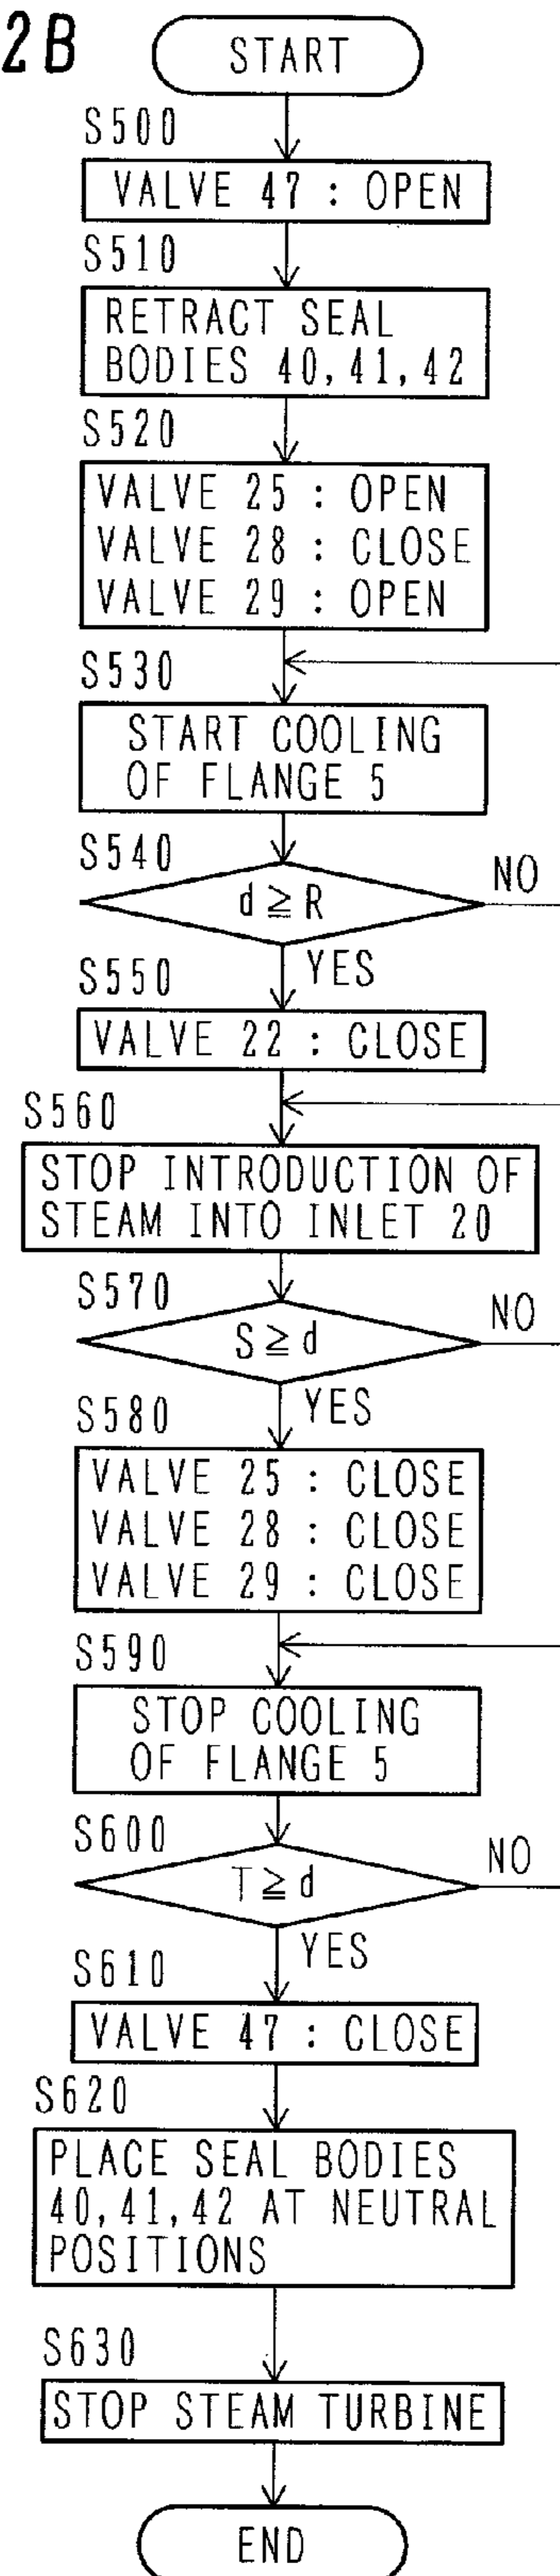 2B
START
S500
VALVE 47 : OPEN
S510
RETRACT SEAL
BODIES 40,41,42
S520
VALVE 25 : OPEN
VALVE 28 : CLOSE
VALVE 29 : OPEN
S530
START COOLING
OF FLANGE 5
S540
d≧R
NO
YES
S550
VALVE 22 : CLOSE
S560
STOP INTRODUCTION OF
STEAM INTO INLET 20
S570
S≧d
NO
YES
S580
VALVE 25 : CLOSE
VALVE 28 : CLOSE
VALVE 29 : CLOSE
S590
STOP COOLING
OF FLANGE 5
S600
T≧d
NO
YES
S610
VALVE 47 : CLOSE
S620
PLACE SEAL BODIES
40,41,42 AT NEUTRAL
POSITIONS
S630
STOP STEAM TURBINE
END